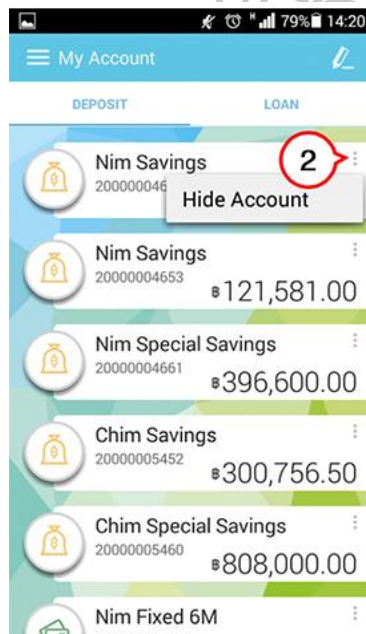 79% 14:20
My Account
DEPOSIT LOAN
Nim Savings
2
Hide Account
Nim Savings
20000004653
฿121,581.00
Nim Special Savings
20000004661
฿396,600.00
Chim Savings
20000005452
฿300,756.50
Chim Special Savings
20000005460
฿808,000.00
Nim Fixed 6M